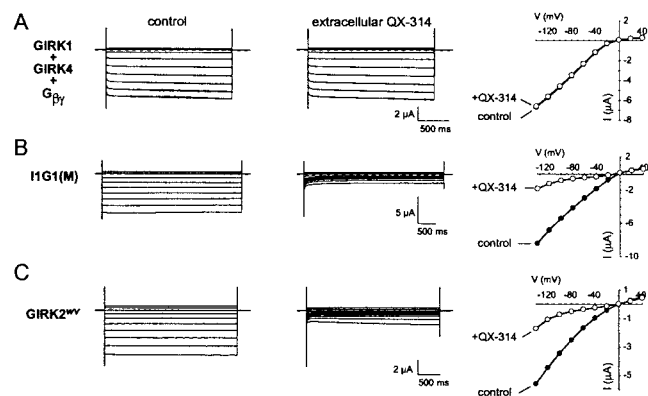 control
extracellular QX-314
A
GIRK1
+
GIRK4
+
Gβγ
2 µA
500 ms
V (mV)
-120 -80 -40 20 40
2
-2
-4
-6
-8
I (µA)
+QX-314
control
B
I1G1(M)
5 µA
500 ms
V (mV)
-120 -80 -40 20 40
2
-2
-6
-10
I (µA)
+QX-314
control
C
GIRK2ʷᵛ
2 µA
500 ms
V (mV)
-120 -80 -40 20 40
1
-1
-3
-5
I (µA)
+QX-314
control